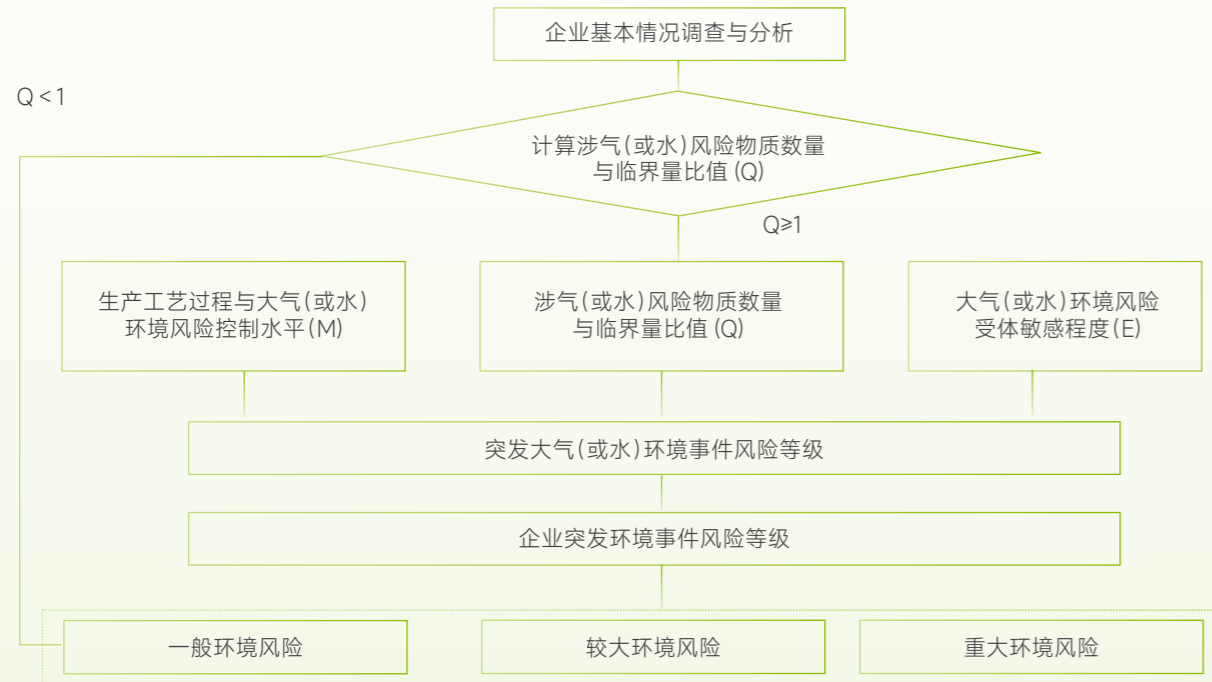 企业基本情况调查与分析
Q < 1
计算涉气(或水)风险物质数量
与临界量比值 (Q)
Q≥1
生产工艺过程与大气(或水)
环境风险控制水平(M)
涉气(或水)风险物质数量
与临界量比值 (Q)
大气(或水)环境风险
受体敏感程度(E)
突发大气(或水)环境事件风险等级
企业突发环境事件风险等级
一般环境风险
较大环境风险
重大环境风险